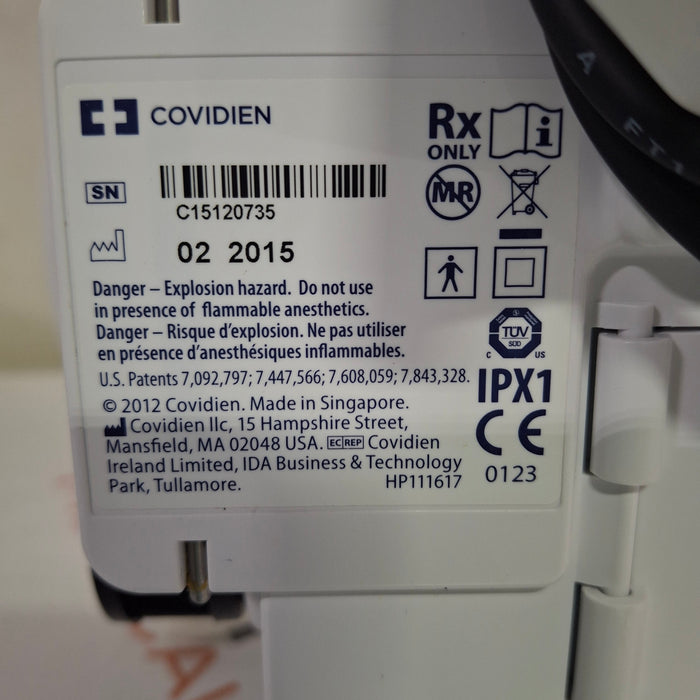 COVIDIEN
Rx
ONLY
i
SN
C15120735
MR
02 2015
Danger – Explosion hazard. Do not use
in presence of flammable anesthetics.
Danger – Risque d'explosion. Ne pas utiliser
en présence d'anesthésiques inflammables.
TÜV
SÜD
C US
U.S. Patents 7,092,797; 7,447,566; 7,608,059; 7,843,328.
IPX1
© 2012 Covidien. Made in Singapore.
Covidien llc, 15 Hampshire Street,
Mansfield, MA 02048 USA. EC REP Covidien
Ireland Limited, IDA Business & Technology
Park, Tullamore.
HP111617
CE
0123